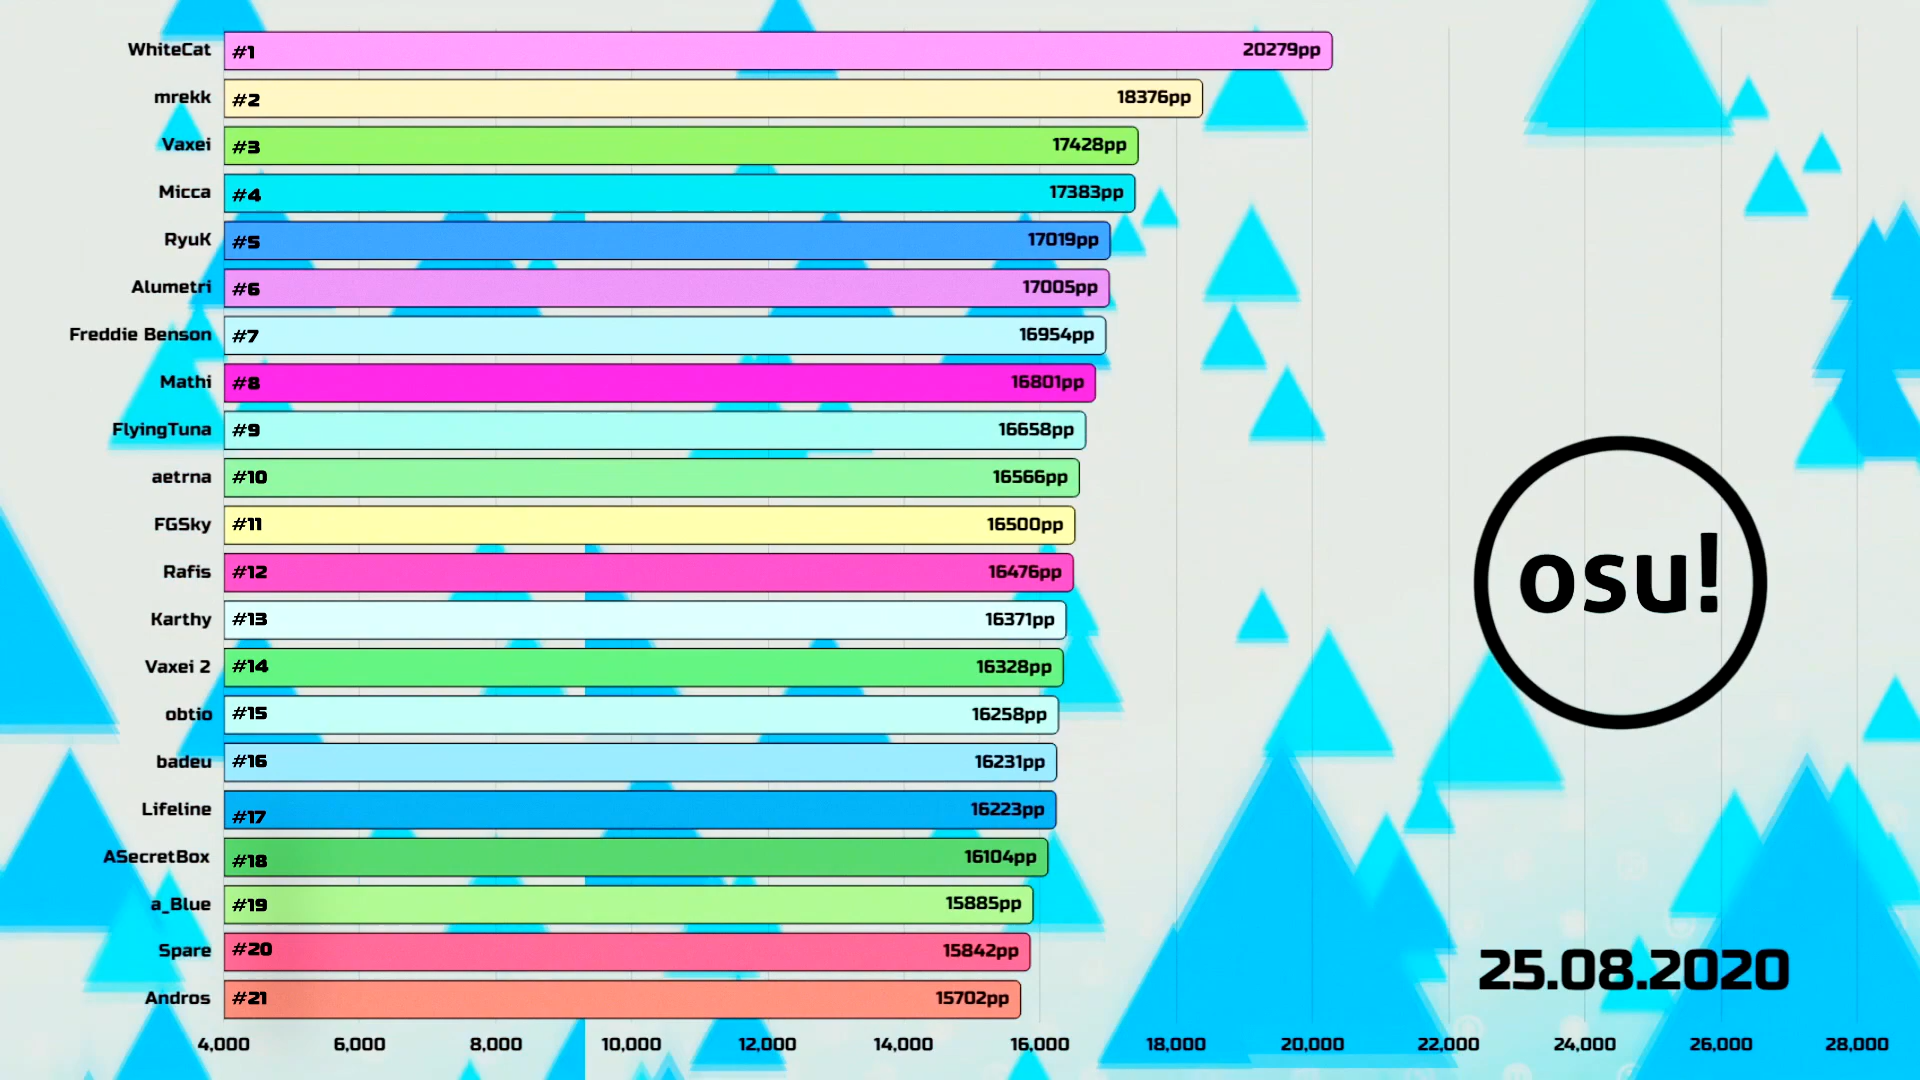 WhiteCat #1 20279pp
mrekk #2 18376pp
Vaxei #3 17428pp
Micca #4 17383pp
RyuK #5 17019pp
Alumetri #6 17005pp
Freddie Benson #7 16954pp
Mathi #8 16801pp
FlyingTuna #9 16658pp
aetrna #10 16566pp
FGSky #11 16500pp
Rafis #12 16476pp
Karthy #13 16371pp
Vaxei 2 #14 16328pp
obtio #15 16258pp
badeu #16 16231pp
Lifeline #17 16223pp
ASecretBox #18 16104pp
a_Blue #19 15885pp
Spare #20 15842pp
Andros #21 15702pp
4,000 6,000 8,000 10,000 12,000 14,000 16,000 18,000 20,000 22,000 24,000 26,000 28,000
osu!
25.08.2020